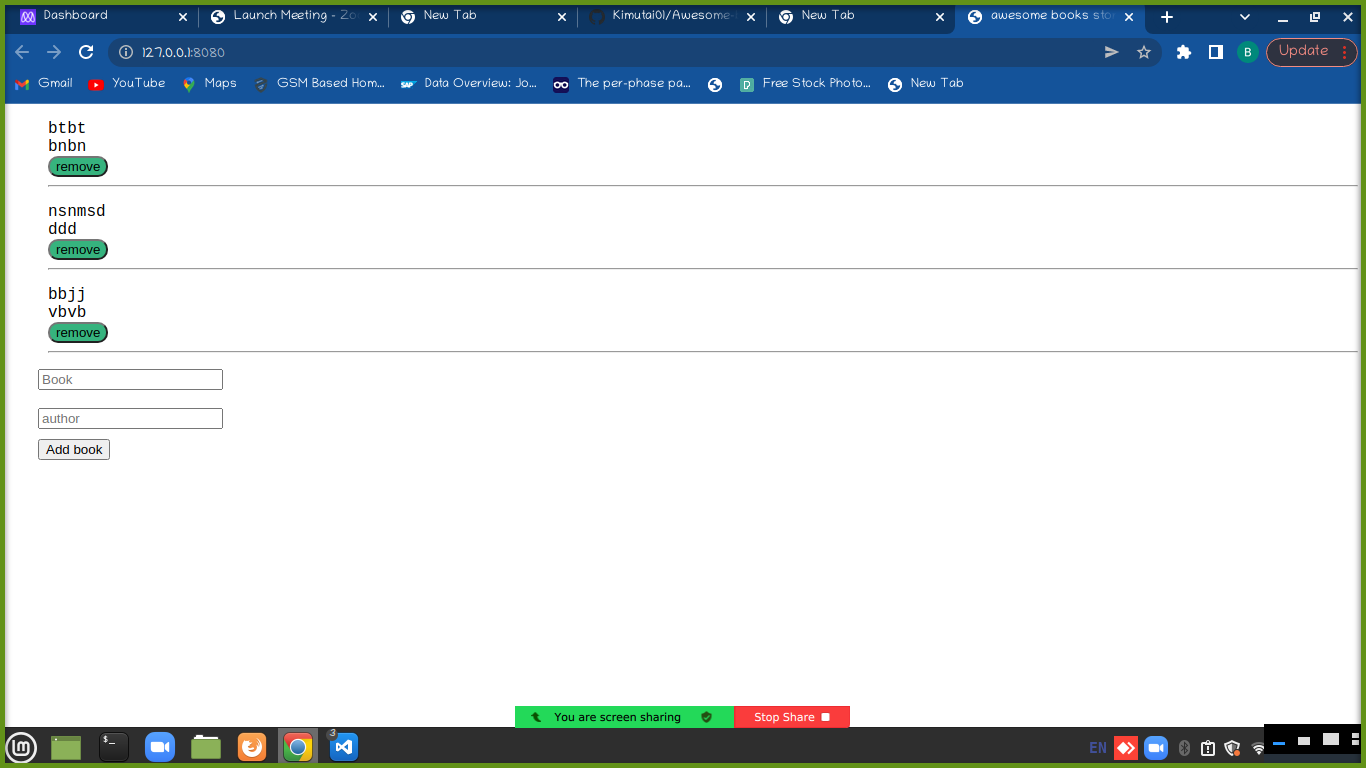 Dashboard
Launch Meeting - Zo
New Tab
Kimutai01/Awesome-
New Tab
awesome books sto
127.0.0.1:8080
B
Update
Gmail
YouTube
Maps
GSM Based Hom...
SAP
Data Overview: Jo...
The per-phase pa...
Free Stock Photo...
New Tab
btbt
bnbn
remove
nsnmsd
ddd
remove
bbjj
vbvb
remove
Book
author
Add book
You are screen sharing
Stop Share
3
EN